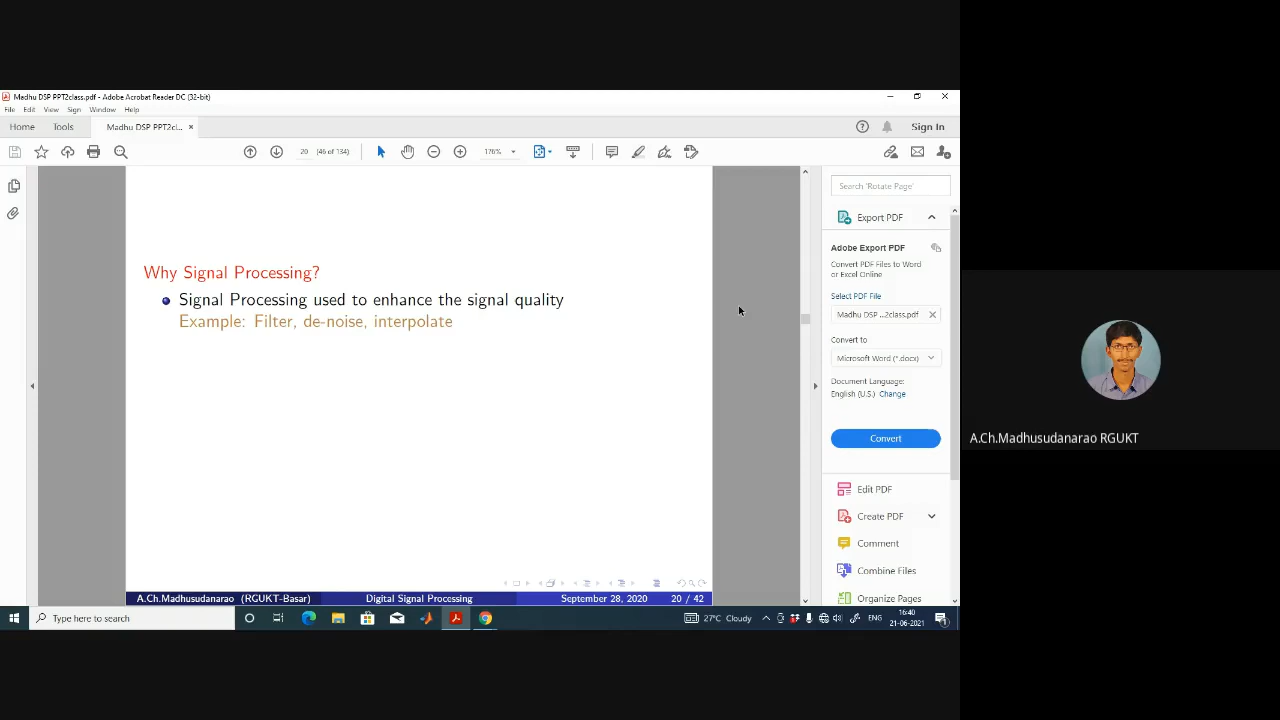 Madhu DSP PPT2class.pdf - Adobe Acrobat Reader DC (32-bit)
File Edit View Sign Window Help
Home Tools Madhu DSP PPT2cl... × Sign In
20 (46 of 134) 176%
Search 'Rotate Page'
Export PDF
Adobe Export PDF
Convert PDF Files to Word
or Excel Online
Select PDF File
Madhu DSP ...2class.pdf
Convert to
Microsoft Word (*.docx)
Document Language:
English (U.S.) Change
Convert
Edit PDF
Create PDF
Comment
Combine Files
Organize Pages
Why Signal Processing?
Signal Processing used to enhance the signal quality
Example: Filter, de-noise, interpolate
A.Ch.Madhusudanarao (RGUKT-Basar) Digital Signal Processing September 28, 2020 20 / 42
Type here to search
27°C Cloudy ENG
16:40
21-06-2021
A.Ch.Madhusudanarao RGUKT